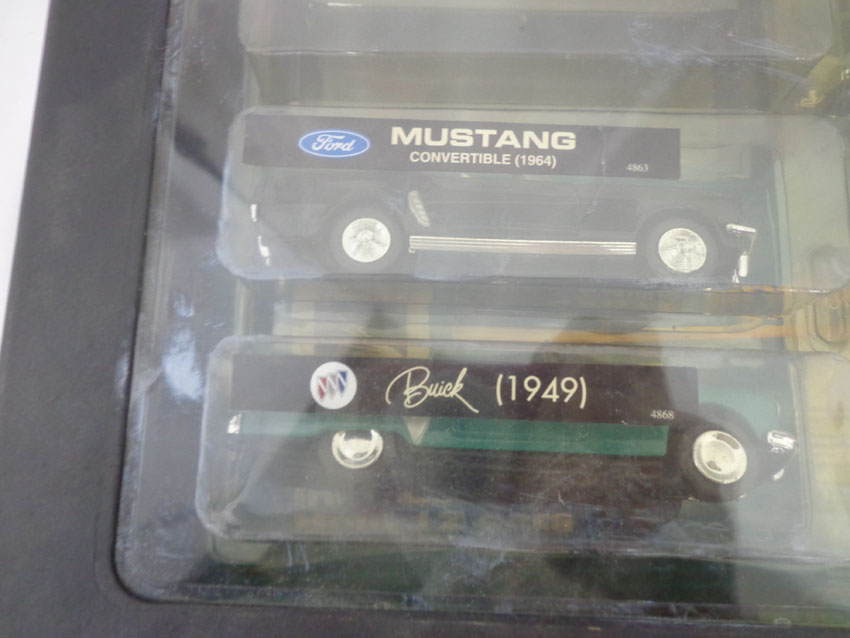 Ford MUSTANG
CONVERTIBLE (1964)
4863
Buick (1949)
4868